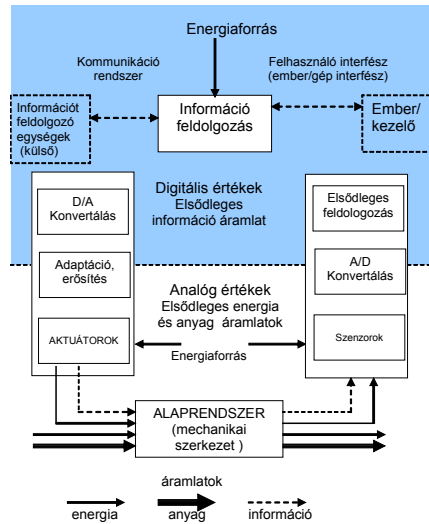 Energiaforrás
Kommunikáció
rendszer
Felhasználó interfész
(ember/gép interfész)
Információt
feldolgozó
egységek
(külső)
Információ
feldolgozás
Ember/
kezelő
D/A
Konvertálás
Adaptáció,
erősítés
AKTUÁTOROK
Digitális értékek
Elsődleges
információ áramlat
Analóg értékek
Elsődleges energia
és anyag áramlatok
Energiaforrás
Elsődleges
feldologozás
A/D
Konvertálás
Szenzorok
ALAPRENDSZER
(mechanikai
szerkezet )
áramlatok
energia
anyag
információ